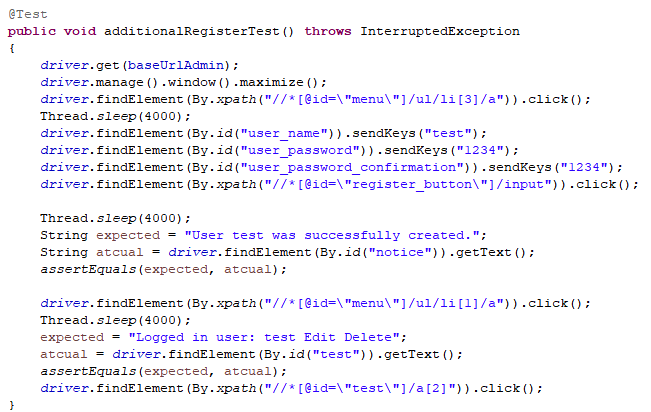 @Test
public void additionalRegisterTest() throws InterruptedException
{
    driver.get(baseUrlAdmin);
    driver.manage().window().maximize();
    driver.findElement(By.xpath("//*[@id=\"menu\"]/ul/li[3]/a")).click();
    Thread.sleep(4000);
    driver.findElement(By.id("user_name")).sendKeys("test");
    driver.findElement(By.id("user_password")).sendKeys("1234");
    driver.findElement(By.id("user_password_confirmation")).sendKeys("1234");
    driver.findElement(By.xpath("//*[@id=\"register_button\"]/input")).click();

    Thread.sleep(4000);
    String expected = "User test was successfully created.";
    String atcual = driver.findElement(By.id("notice")).getText();
    assertEquals(expected, atcual);

    driver.findElement(By.xpath("//*[@id=\"menu\"]/ul/li[1]/a")).click();
    Thread.sleep(4000);
    expected = "Logged in user: test Edit Delete";
    atcual = driver.findElement(By.id("test")).getText();
    assertEquals(expected, atcual);
    driver.findElement(By.xpath("//*[@id=\"test\"]/a[2]")).click();
}